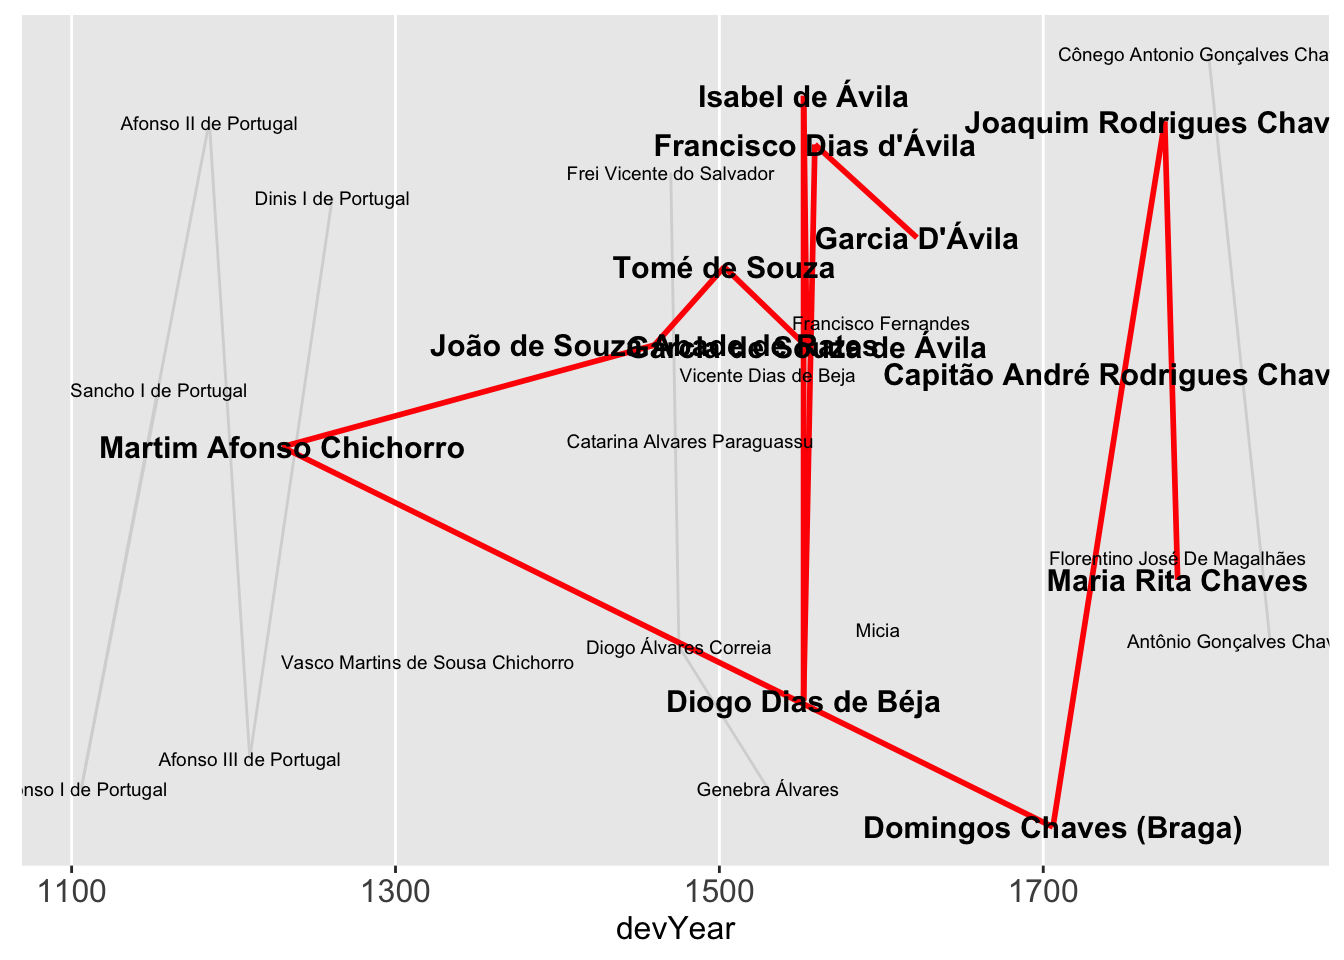 Cônego Antonio Gonçalves Cha
Isabel de Ávila
Afonso II de Portugal
Joaquim Rodrigues Chav
Francisco Dias d'Ávila
Frei Vicente do Salvador
Dinis I de Portugal
Garcia D'Ávila
Tomé de Souza
Francisco Fernandes
João de Souza Abade de Rates
Garcia de Souza de Ávila
Vicente Dias de Beja
Capitão André Rodrigues Chav
Sancho I de Portugal
Catarina Alvares Paraguassu
Martim Afonso Chichorro
Florentino José De Magalhães
Maria Rita Chaves
Micia
Antônio Gonçalves Chav
Diogo Álvares Correia
Vasco Martins de Sousa Chichorro
Diogo Dias de Béja
Afonso III de Portugal
onso I de Portugal
Genebra Álvares
Domingos Chaves (Braga)
1100 1300 1500 1700
devYear